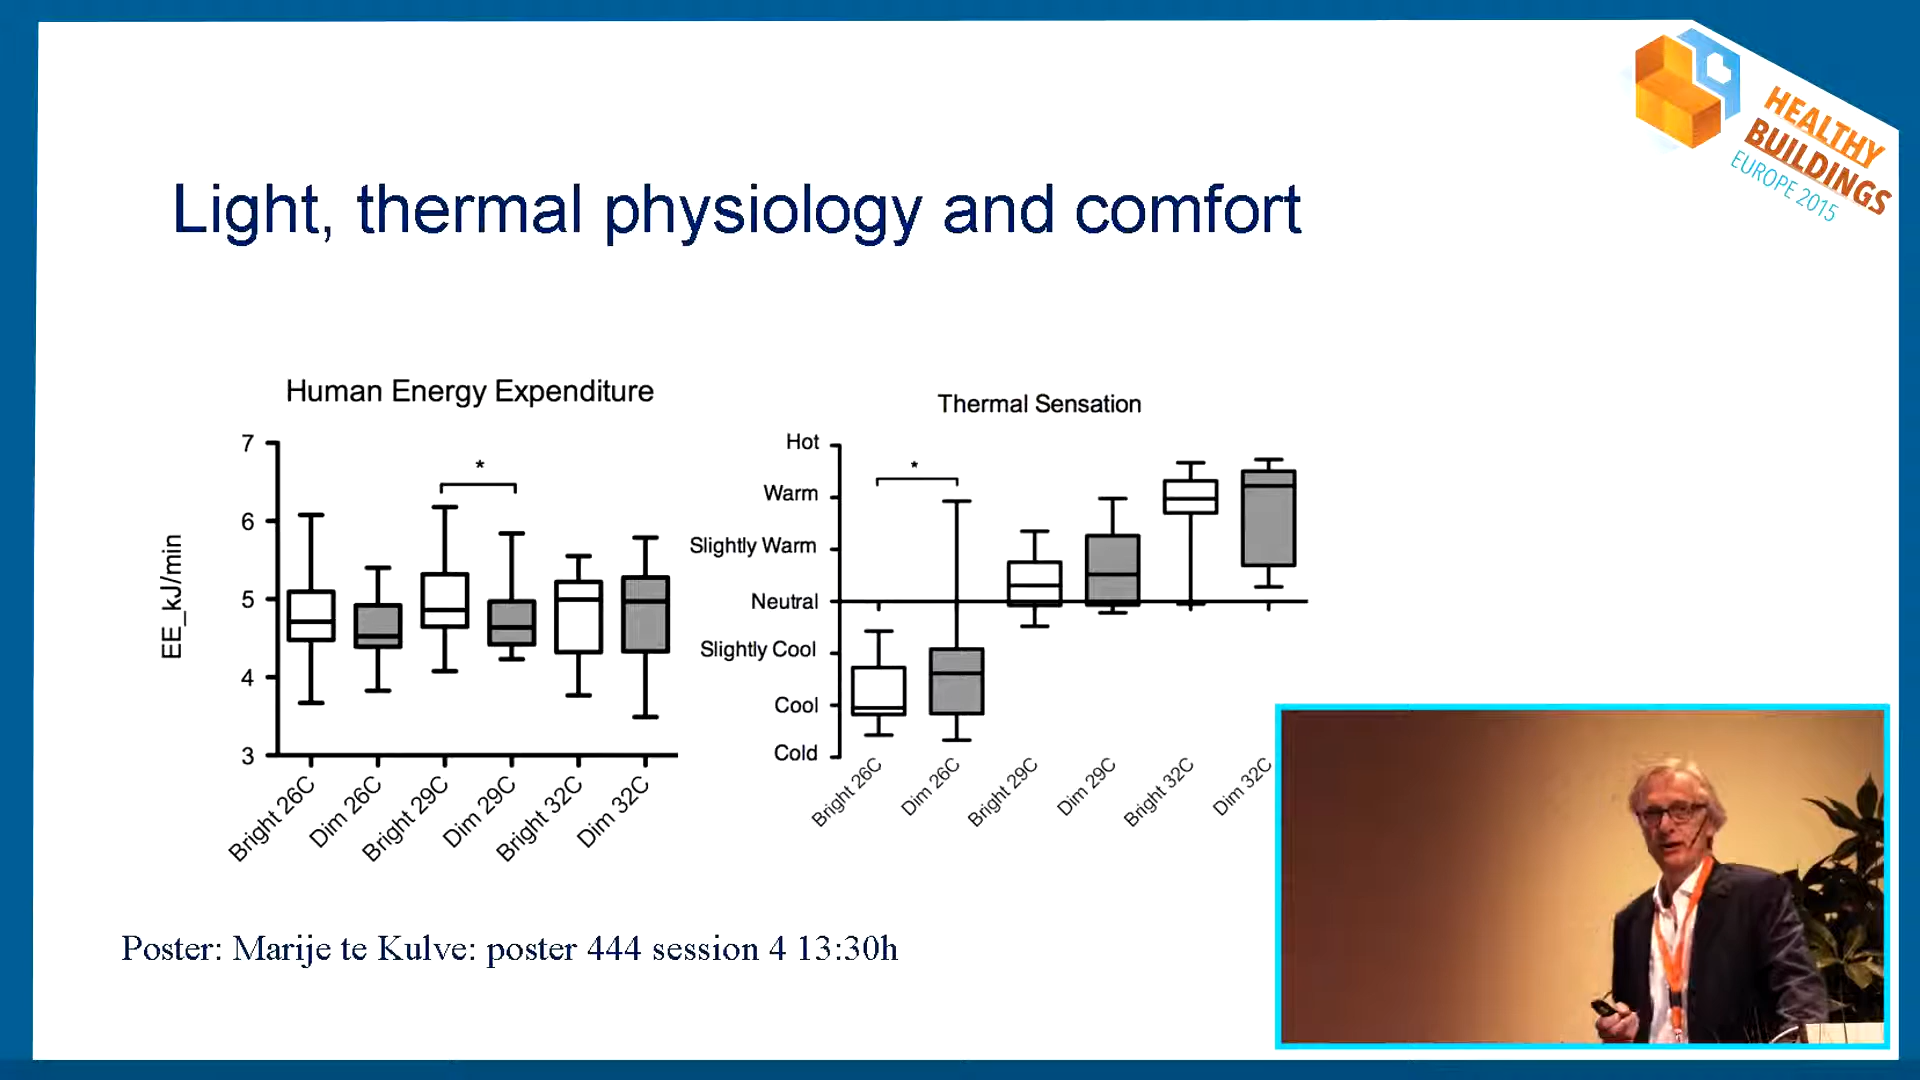 HEALTHY
BUILDINGS
EUROPE 2015
Light, thermal physiology and comfort
Human Energy Expenditure
7
6
5
4
3
EE_kJ/min
*
Bright 26C
Dim 26C
Bright 29C
Dim 29C
Bright 32C
Dim 32C
Thermal Sensation
Hot
Warm
Slightly Warm
Neutral
Slightly Cool
Cool
Cold
*
Bright 26C
Dim 26C
Bright 29C
Dim 29C
Bright 32C
Dim 32C
Poster: Marije te Kulve: poster 444 session 4 13:30h